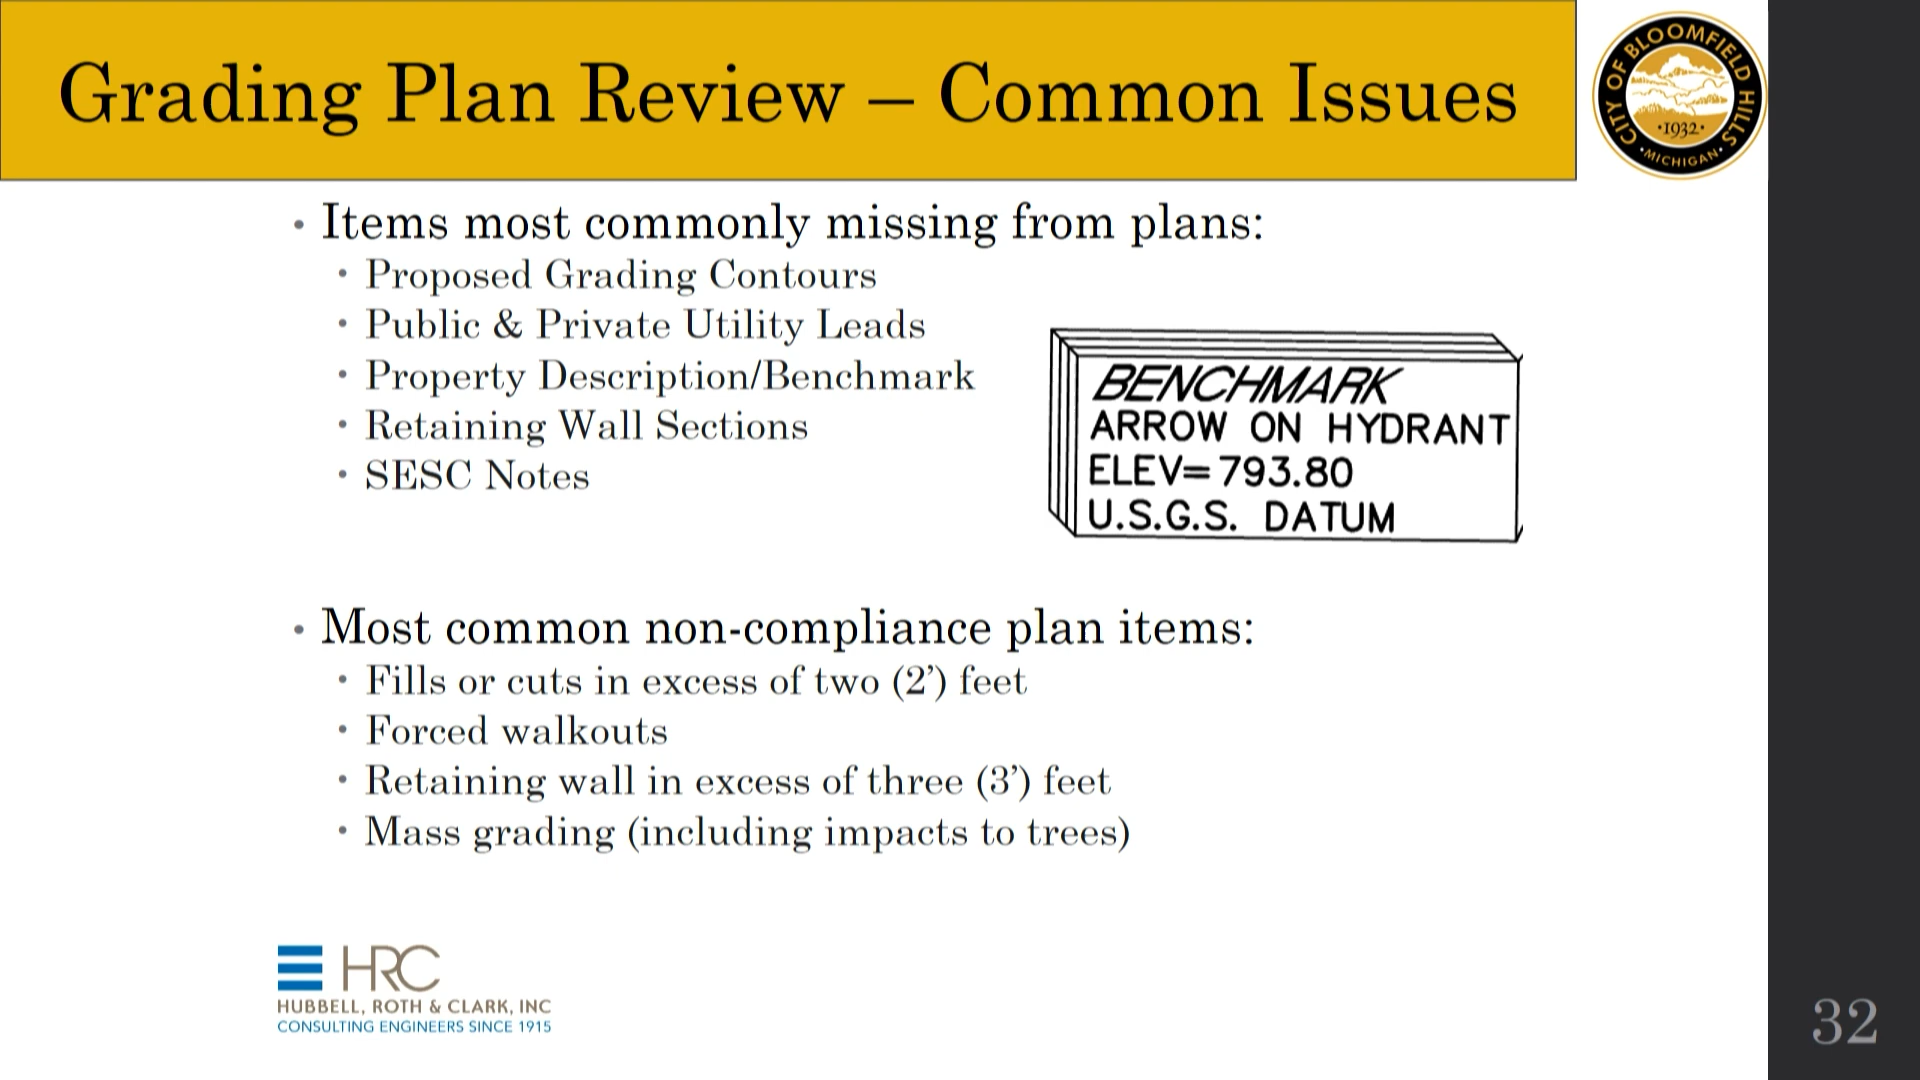 Grading Plan Review – Common Issues
CITY OF BLOOMFIELD HILLS
•1932•
•MICHIGAN•
• Items most commonly missing from plans:
• Proposed Grading Contours
• Public & Private Utility Leads
• Property Description/Benchmark
• Retaining Wall Sections
• SESC Notes
BENCHMARK
ARROW ON HYDRANT
ELEV=793.80
U.S.G.S. DATUM
• Most common non-compliance plan items:
• Fills or cuts in excess of two (2’) feet
• Forced walkouts
• Retaining wall in excess of three (3’) feet
• Mass grading (including impacts to trees)
HRC
HUBBELL, ROTH & CLARK, INC
CONSULTING ENGINEERS SINCE 1915
32